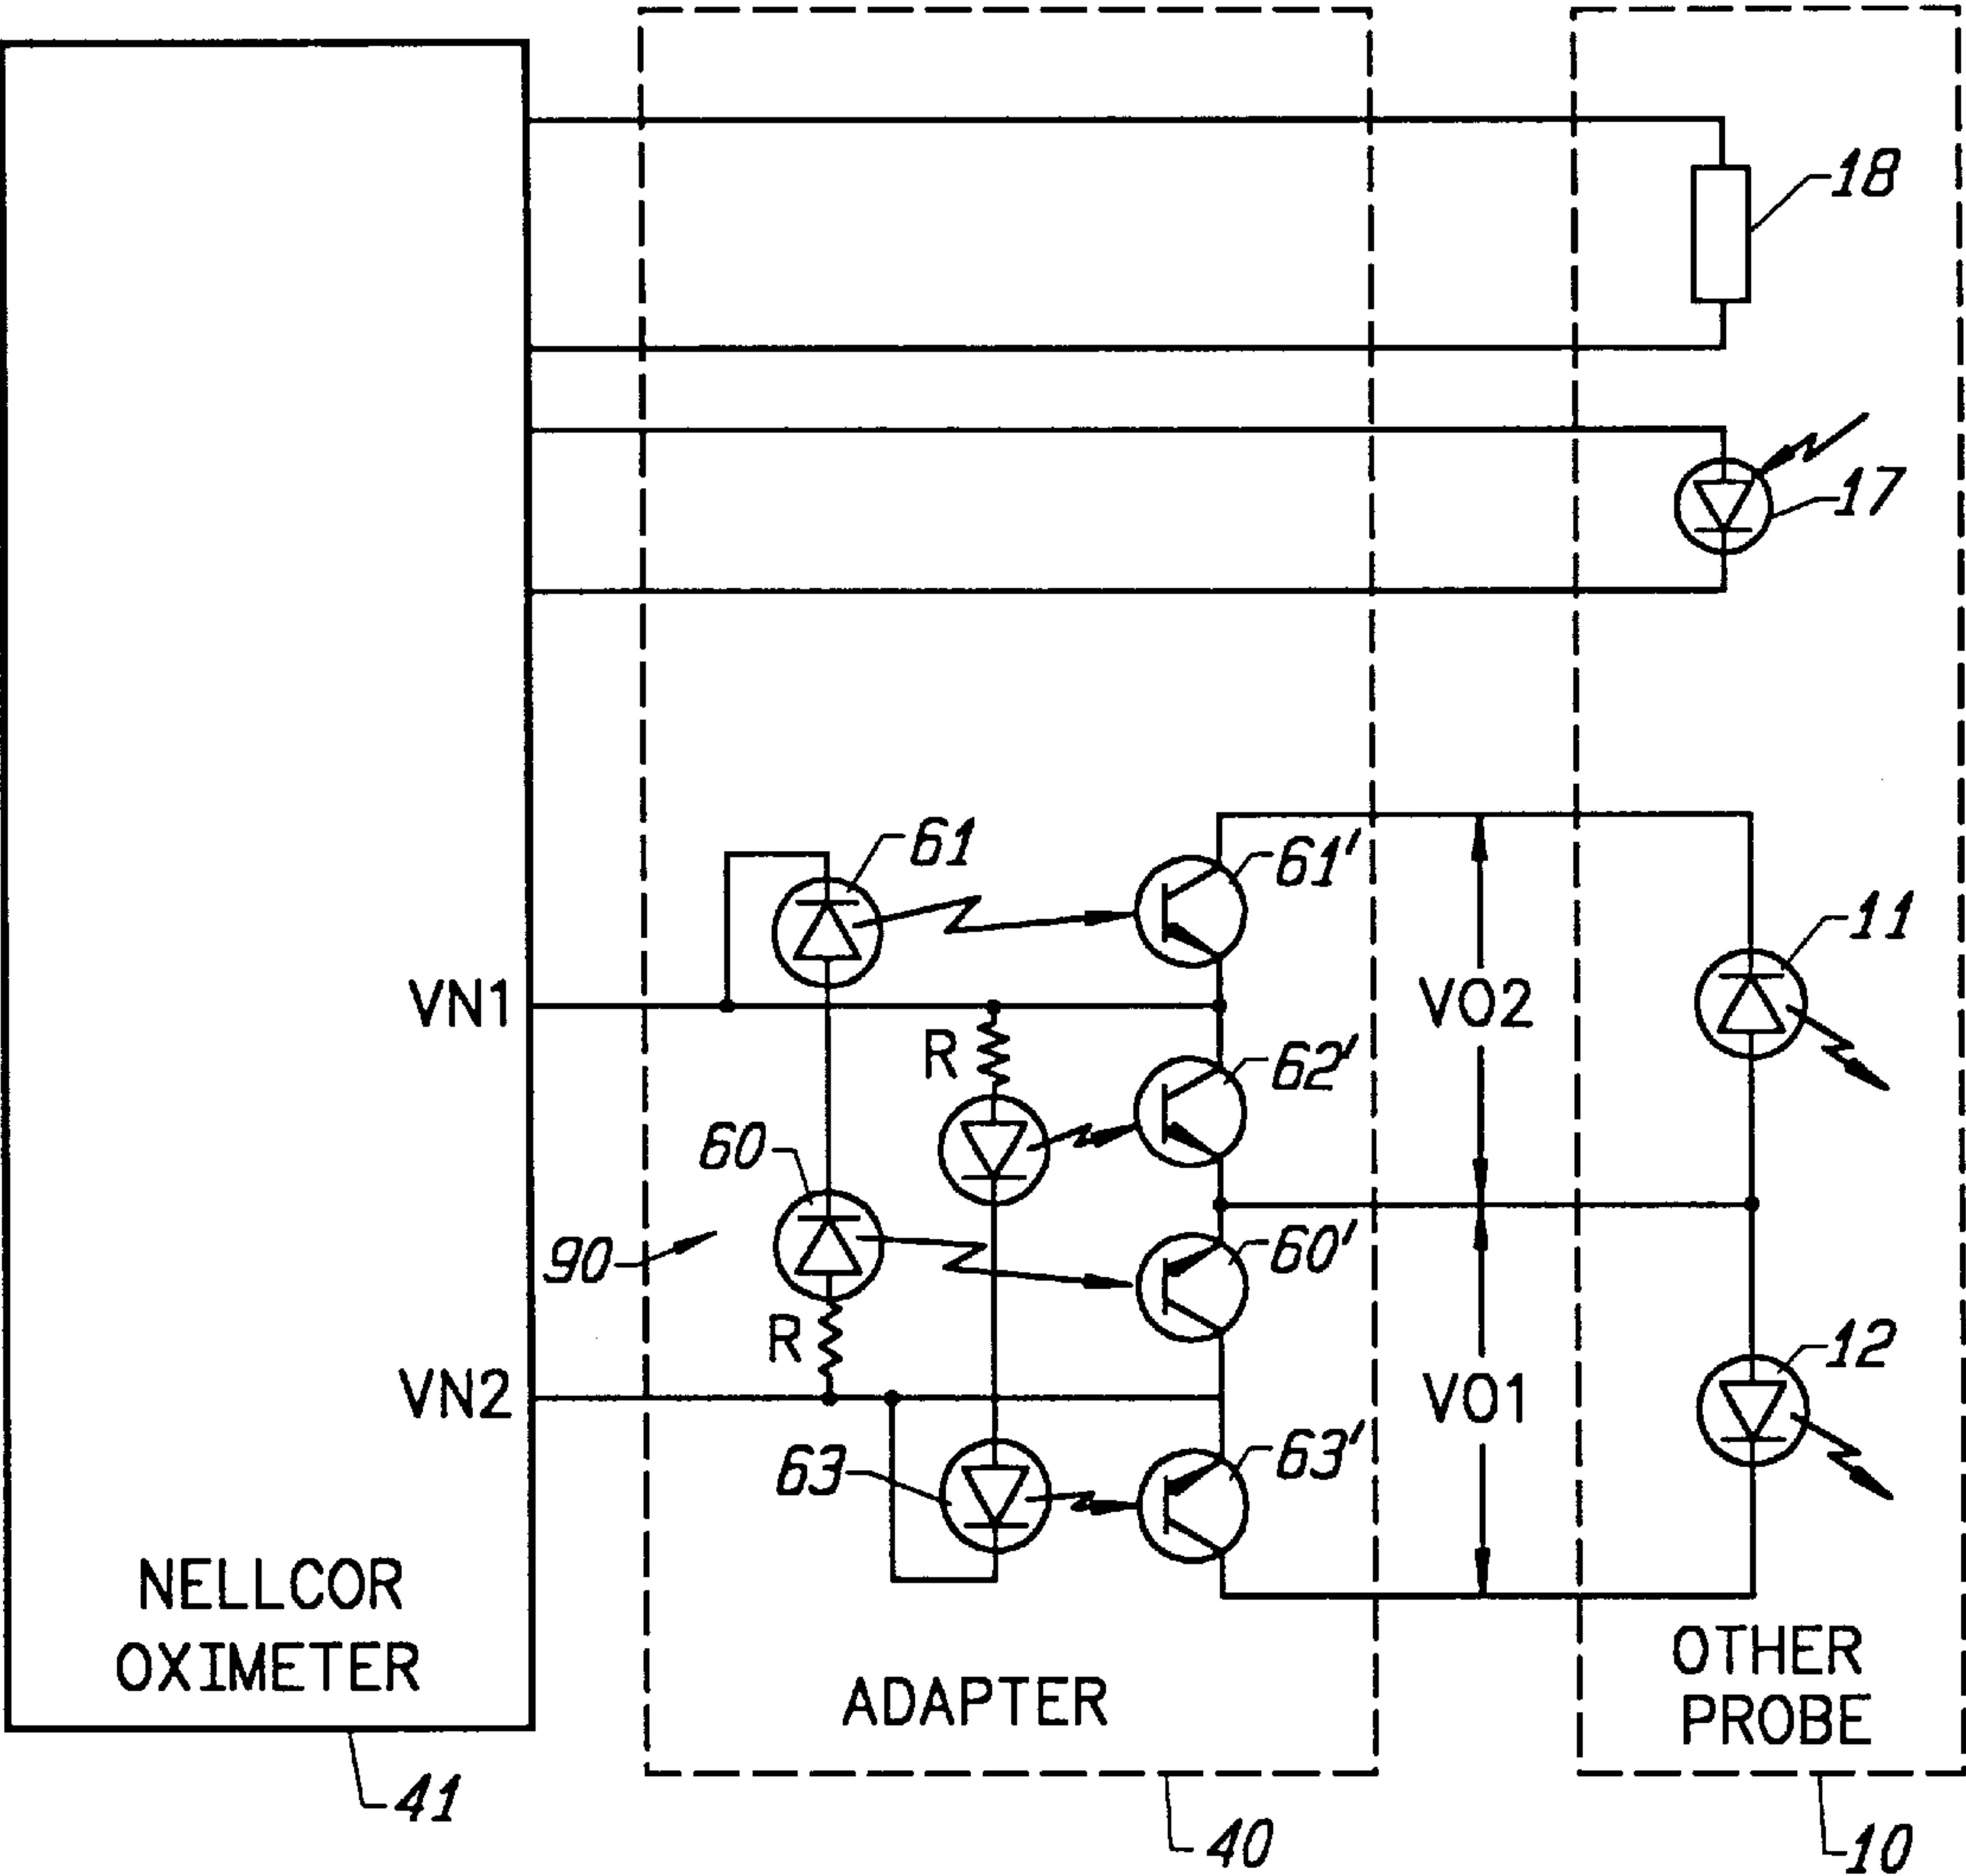 18
17
61
61'
11
VN1
R
62'
VO2
60
90
60'
R
12
VN2
VO1
63
63'
NELLCOR
OXIMETER
ADAPTER
OTHER
PROBE
41
40
10